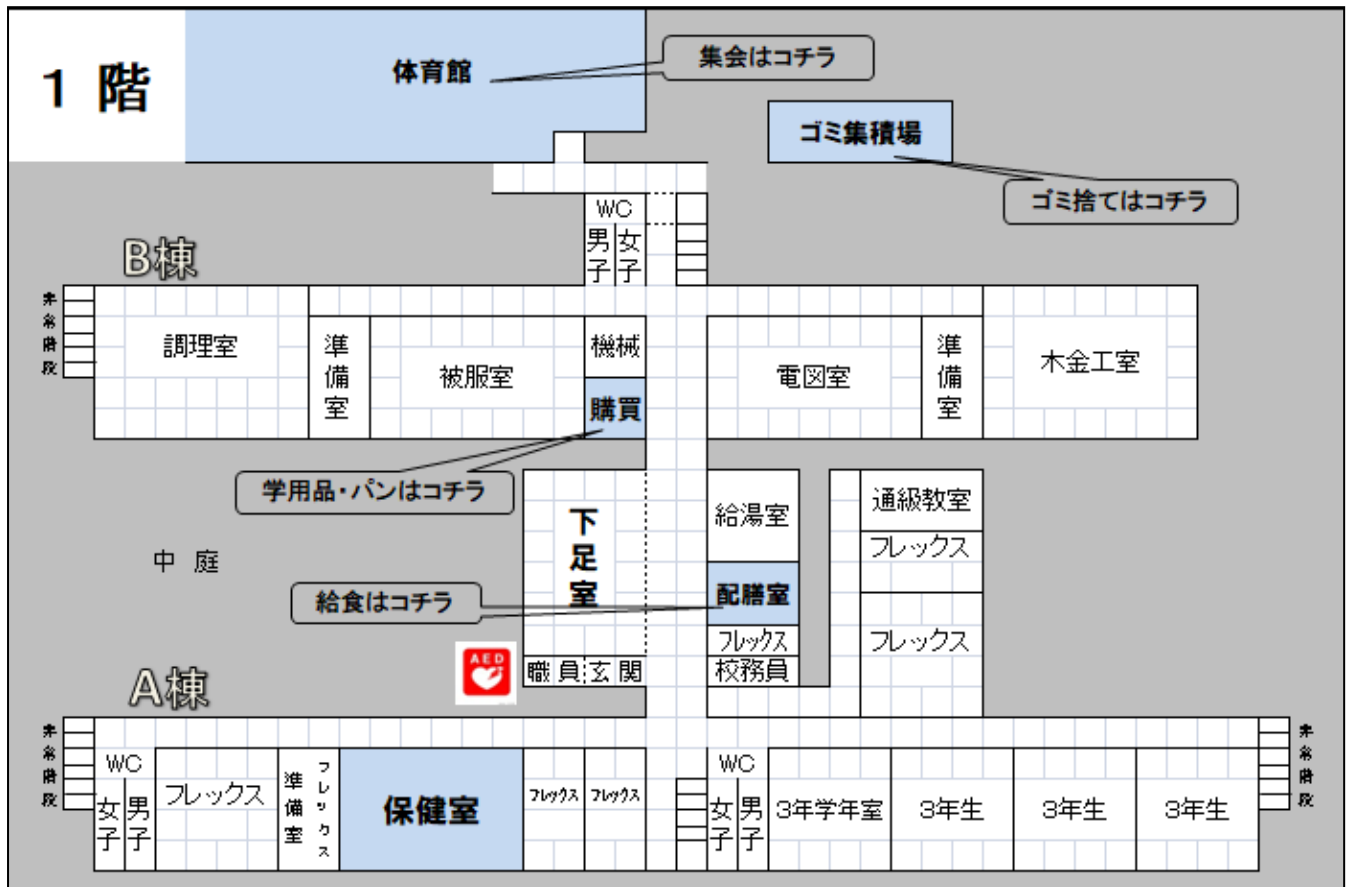 1 階
体育館
集会はコチラ
ゴミ集積場
ゴミ捨てはコチラ
WC
男子
女子
B棟
非常階段
調理室
準備室
被服室
機械
購買
電図室
準備室
木金工室
学用品・パンはコチラ
下足室
給湯室
通級教室
フレックス
中庭
給食はコチラ
配膳室
フレックス
フレックス
AED
職員玄関
校務員
A棟
非常階段
WC
女子
男子
フレックス
準備室
フレックス
保健室
フレックス
フレックス
WC
女子
男子
3年学年室
3年生
3年生
3年生
非常階段